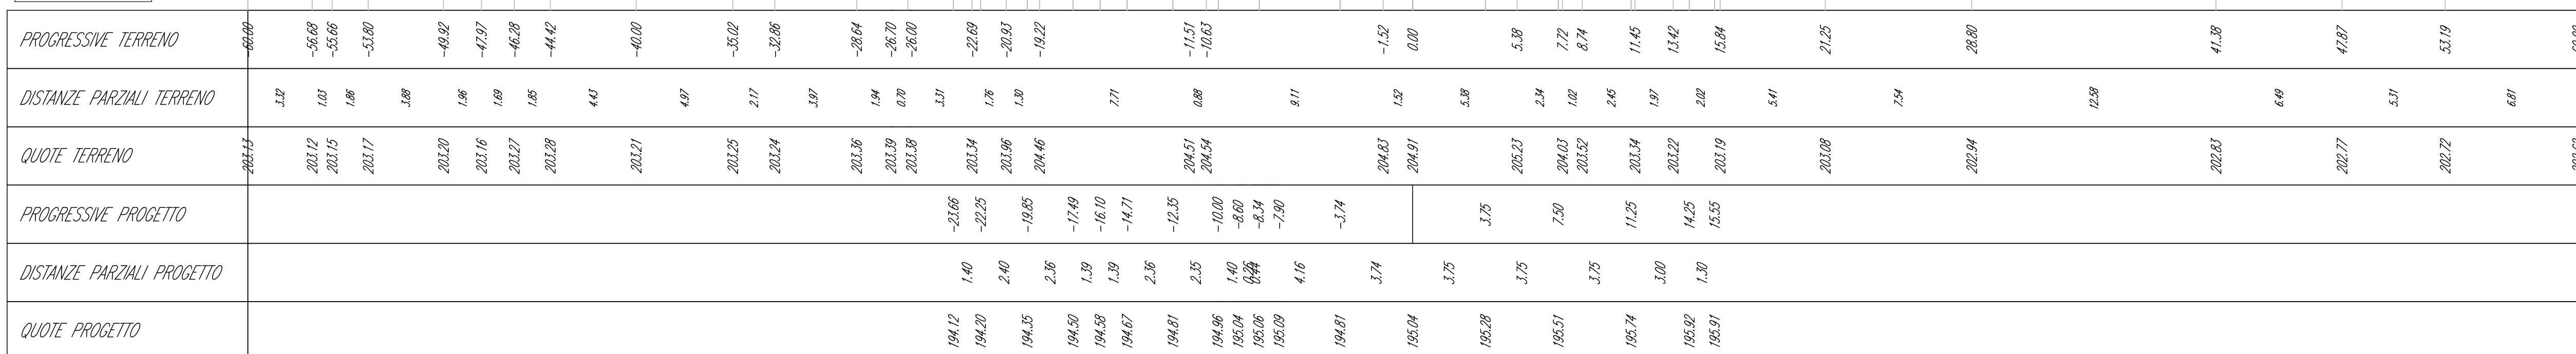 PROGRESSIVE TERRENO -60.00 -56.68 -55.66 -53.80 -49.92 -47.97 -46.28 -44.42 -40.00 -35.02 -32.86 -28.64 -26.70 -26.00 -22.69 -20.93 -19.22 -11.51 -10.63 -1.52 0.00 5.38 7.72 8.74 11.45 13.42 15.84 21.25 28.80 41.38 47.87 53.19
DISTANZE PARZIALI TERRENO 3.32 1.03 1.86 3.88 1.96 1.69 1.85 4.43 4.97 2.17 3.97 1.94 0.70 3.31 1.76 1.30 7.71 0.88 9.11 1.52 5.38 2.34 1.02 2.45 1.97 2.02 5.41 7.54 12.58 6.49 5.31 6.81
QUOTE TERRENO 203.13 203.12 203.15 203.17 203.20 203.16 203.27 203.28 203.21 203.25 203.24 203.36 203.39 203.38 203.34 203.96 204.46 204.51 204.54 204.83 204.91 205.23 204.03 203.52 203.34 203.22 203.19 203.08 202.94 202.83 202.77 202.72
PROGRESSIVE PROGETTO -23.66 -22.25 -19.85 -17.49 -16.10 -14.71 -12.35 -10.00 -8.60 -8.34 -7.90 -3.74 3.75 7.50 11.25 14.25 15.55
DISTANZE PARZIALI PROGETTO 1.40 2.40 2.36 1.39 1.39 2.36 2.35 1.40 0.26 0.44 4.16 3.74 3.75 3.75 3.75 3.00 1.30
QUOTE PROGETTO 194.12 194.20 194.35 194.50 194.58 194.67 194.81 194.96 195.04 195.06 195.09 194.81 195.04 195.28 195.51 195.74 195.92 195.91